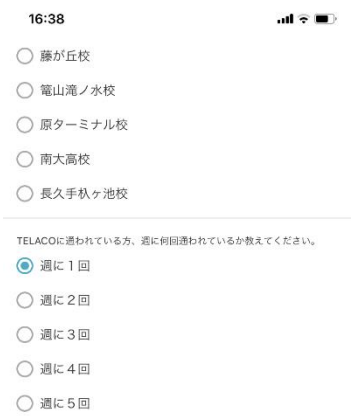 16:38
藤が丘校
篭山滝ノ水校
原ターミナル校
南大高校
長久手杁ヶ池校
TELACOに通われている方、週に何回通われているか教えてください。
週に1回
週に2回
週に3回
週に4回
週に5回